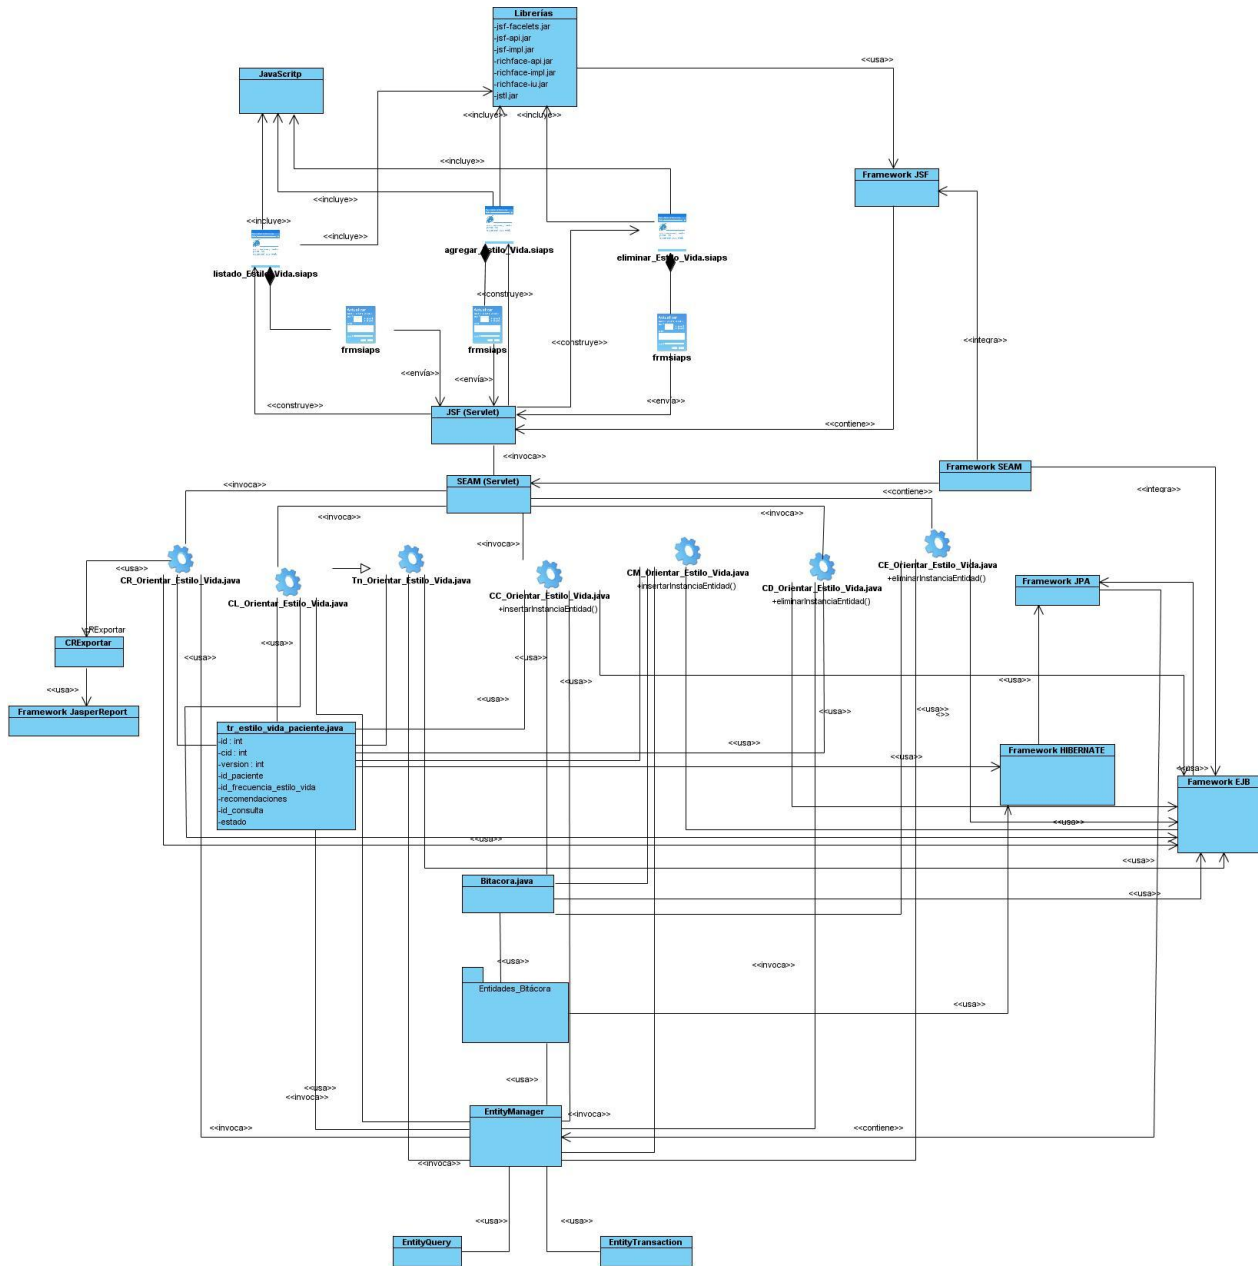 Librerías
-jsf-facelets.jar
-jsf-api.jar
-jsf-impl.jar
-richface-api.jar
-richface-impl.jar
-richface-iu.jar
-jstl.jar
<<usa>>
JavaScritp
<<incluye>>
<<incluye>>
<<incluye>>
Framework JSF
<<incluye>>
<<incluye>>
<<incluye>>
agregar_Estilo_Vida.siaps
eliminar_Estilo_Vida.siaps
listado_Estilo_Vida.siaps
<<construye>>
<<construye>>
<<integra>>
frmsiaps
frmsiaps
frmsiaps
<<envía>>
<<envía>>
<<envía>>
<<construye>>
JSF (Servlet)
<<contiene>>
<<invoca>>
Framework SEAM
SEAM (Servlet)
<<invoca>>
<<contiene>>
<<integra>>
<<invoca>>
<<invoca>>
<<invoca>>
<<usa>>
CR_Orientar_Estilo_Vida.java
Tn_Orientar_Estilo_Vida.java
CM_Orientar_Estilo_Vida.java
+insertarInstanciaEntidad()
CE_Orientar_Estilo_Vida.java
+eliminarInstanciaEntidad()
CL_Orientar_Estilo_Vida.java
CC_Orientar_Estilo_Vida.java
+insertarInstanciaEntidad()
CD_Orientar_Estilo_Vida.java
+eliminarInstanciaEntidad()
Framework JPA
CRExportar
CRExportar
<<usa>>
<<usa>>
<<usa>>
<<usa>>
<<usa>>
<<usa>>
<<usa>>
Framework JasperReport
<<usa>>
<<usa>>
<<usa>>
<<usa>>
<>>
tr_estilo_vida_paciente.java
-id : int
-cid : int
-version : int
-id_paciente
-id_frecuencia_estilo_vida
-recomendaciones
-id_consulta
-estado
<<usa>>
<<usa>>
Framework HIBERNATE
<<usa>>
Famework EJB
<<usa>>
<<usa>>
<<usa>>
Bitacora.java
<<usa>>
<<usa>>
<<invoca>>
Entidades_Bitácora
<<usa>>
<<usa>>
<<usa>>
<<invoca>>
EntityManager
<<invoca>>
<<invoca>>
<<contiene>>
<<invoca>>
<<usa>>
<<usa>>
EntityQuery
EntityTransaction